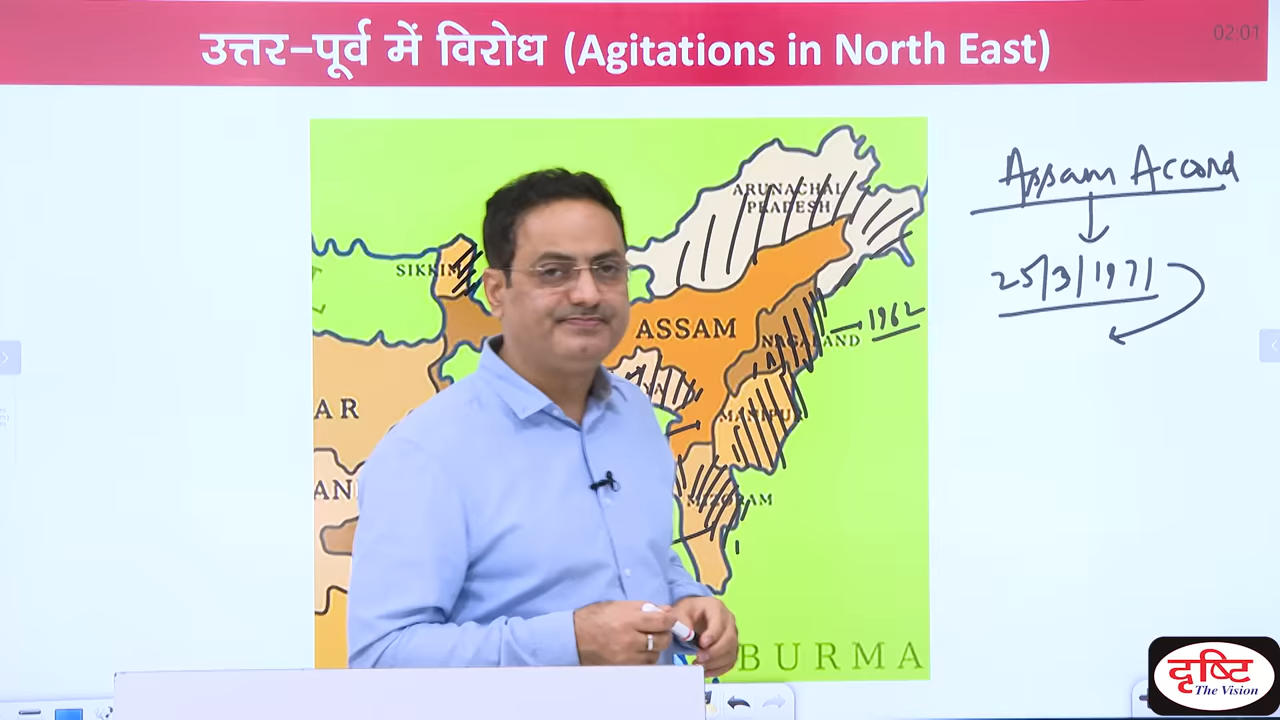 उत्तर–पूर्व में विरोध (Agitations in North East)
02:01
ARUNACHAL
PRADESH
SIKKIM
ASSAM
NAGALAND
1962
AR
MANIPUR
AN
MIZORAM
BURMA
Assam Accord
25/3/1971
दृष्टि
The Vision